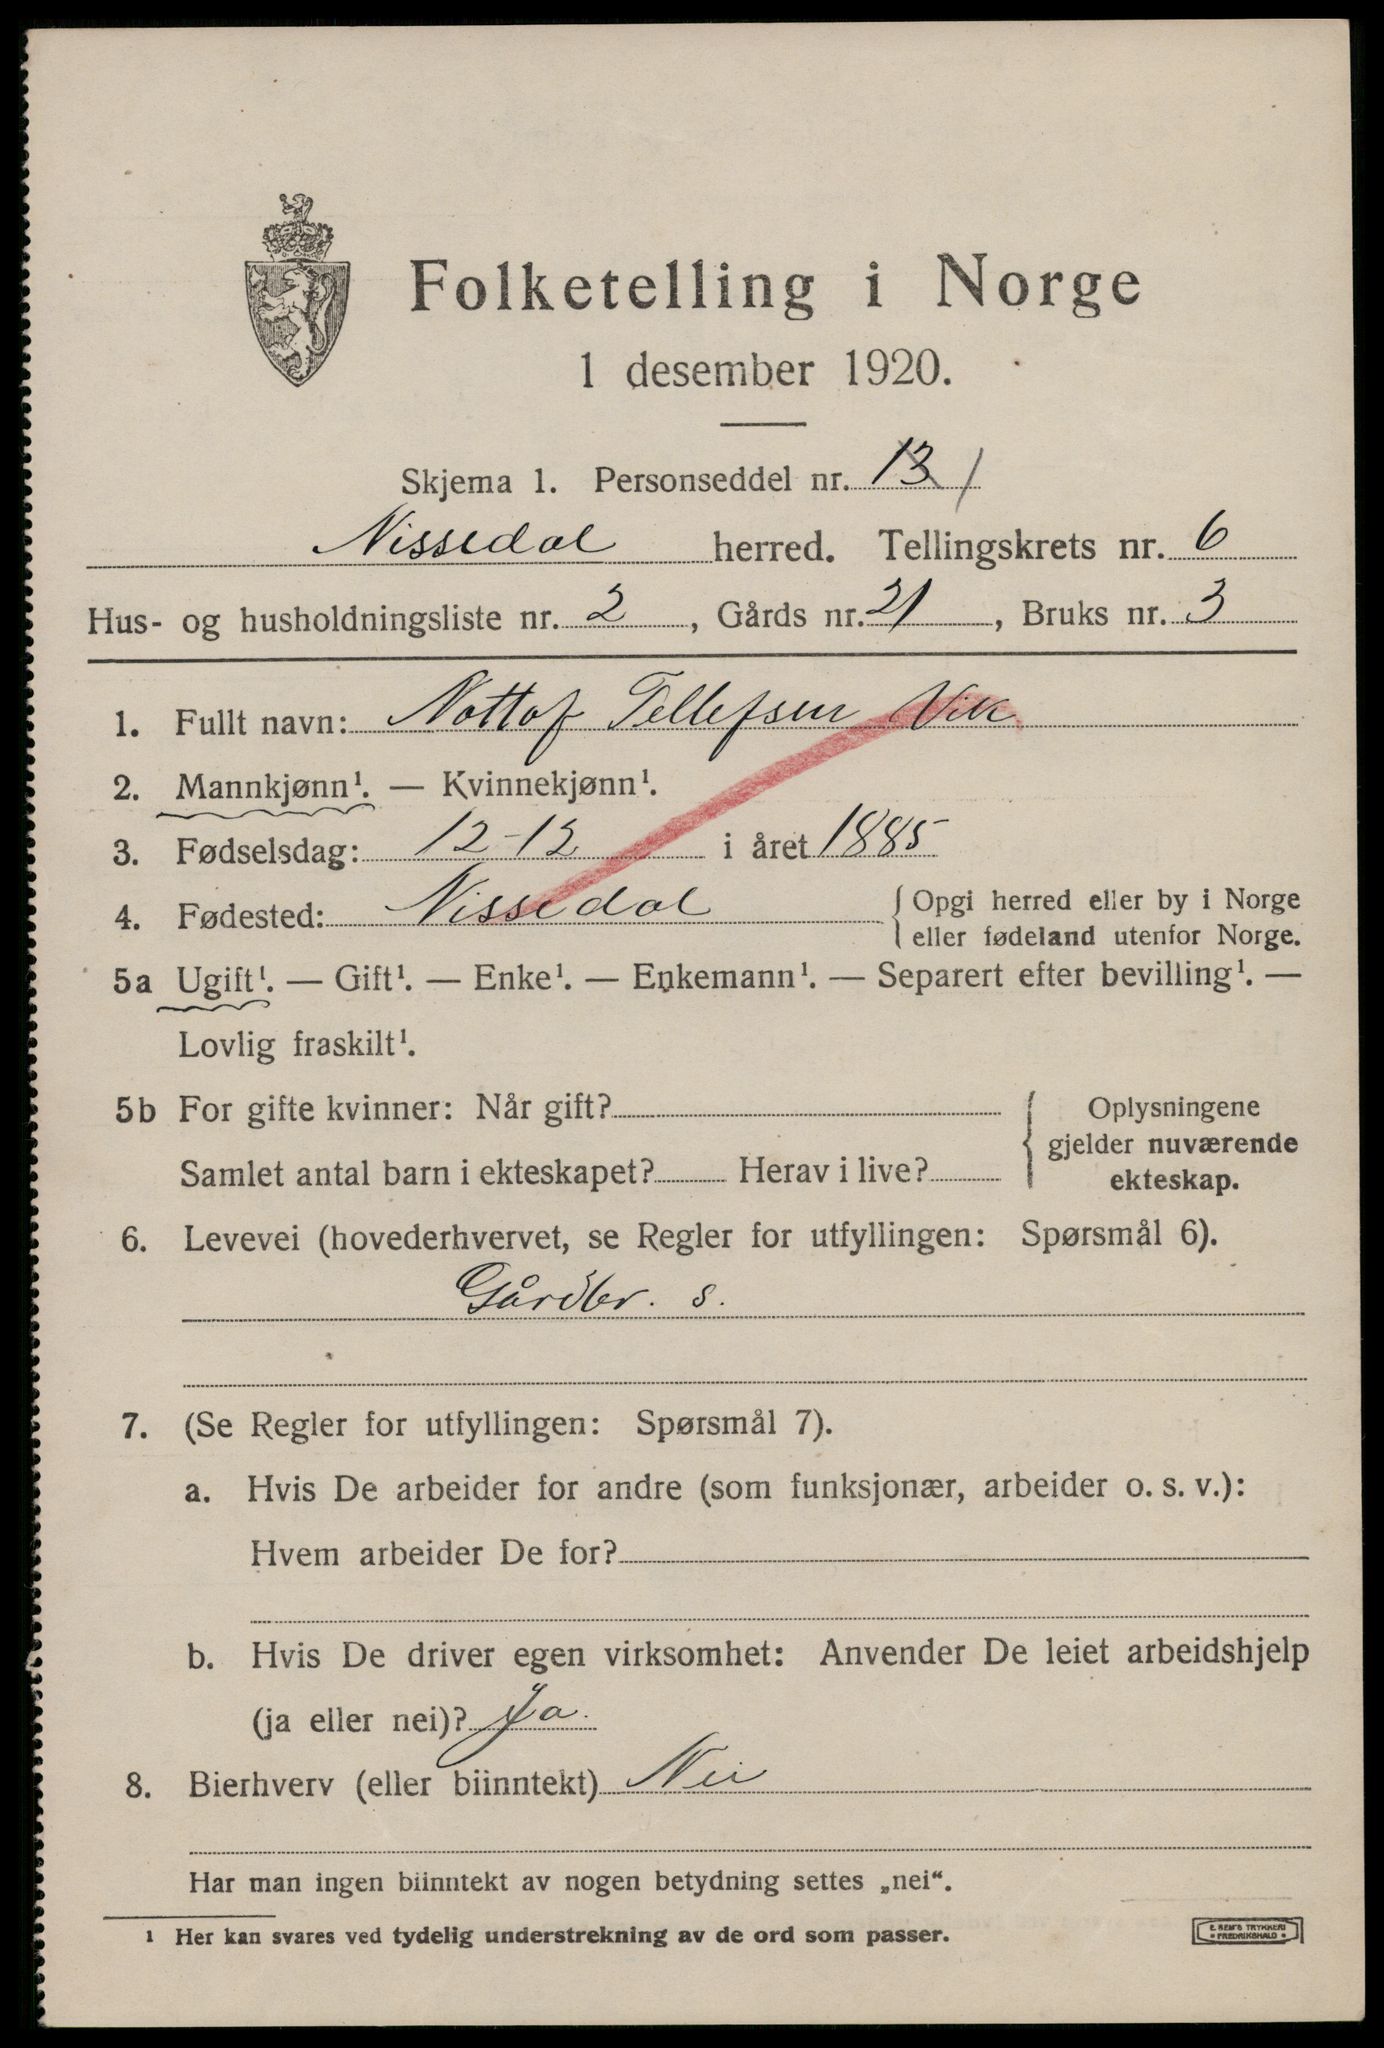 Folketelling i Norge
1 desember 1920.
Skjema 1. Personseddel nr. 13 1
Nissedal herred. Tellingskrets nr. 6
Hus- og husholdningsliste nr. 2, Gårds nr. 21, Bruks nr. 3
1. Fullt navn: Nottof Tellefsen Vik
2. Mannkjønn¹. — Kvinnekjønn¹.
3. Fødselsdag: 12-12 i året 1885
4. Fødested: Nissedal { Opgi herred eller by i Norge
eller fødeland utenfor Norge.
5a Ugift¹. — Gift¹. — Enke¹. — Enkemann¹. — Separert efter bevilling¹. —
Lovlig fraskilt¹.
5b For gifte kvinner: Når gift? { Oplysningene
gjelder nuværende
Samlet antal barn i ekteskapet? Herav i live? ekteskap.
6. Levevei (hovederhvervet, se Regler for utfyllingen: Spørsmål 6).
Gårdbr. s.
7. (Se Regler for utfyllingen: Spørsmål 7).
a. Hvis De arbeider for andre (som funksjonær, arbeider o. s. v.):
Hvem arbeider De for?
b. Hvis De driver egen virksomhet: Anvender De leiet arbeidshjelp
(ja eller nei)? Ja.
8. Bierhverv (eller biinntekt) Nei
Har man ingen biinntekt av nogen betydning settes „nei“.
¹ Her kan svares ved tydelig understrekning av de ord som passer.
E. SEM'S TRYKKERI
FREDRIKSHALD